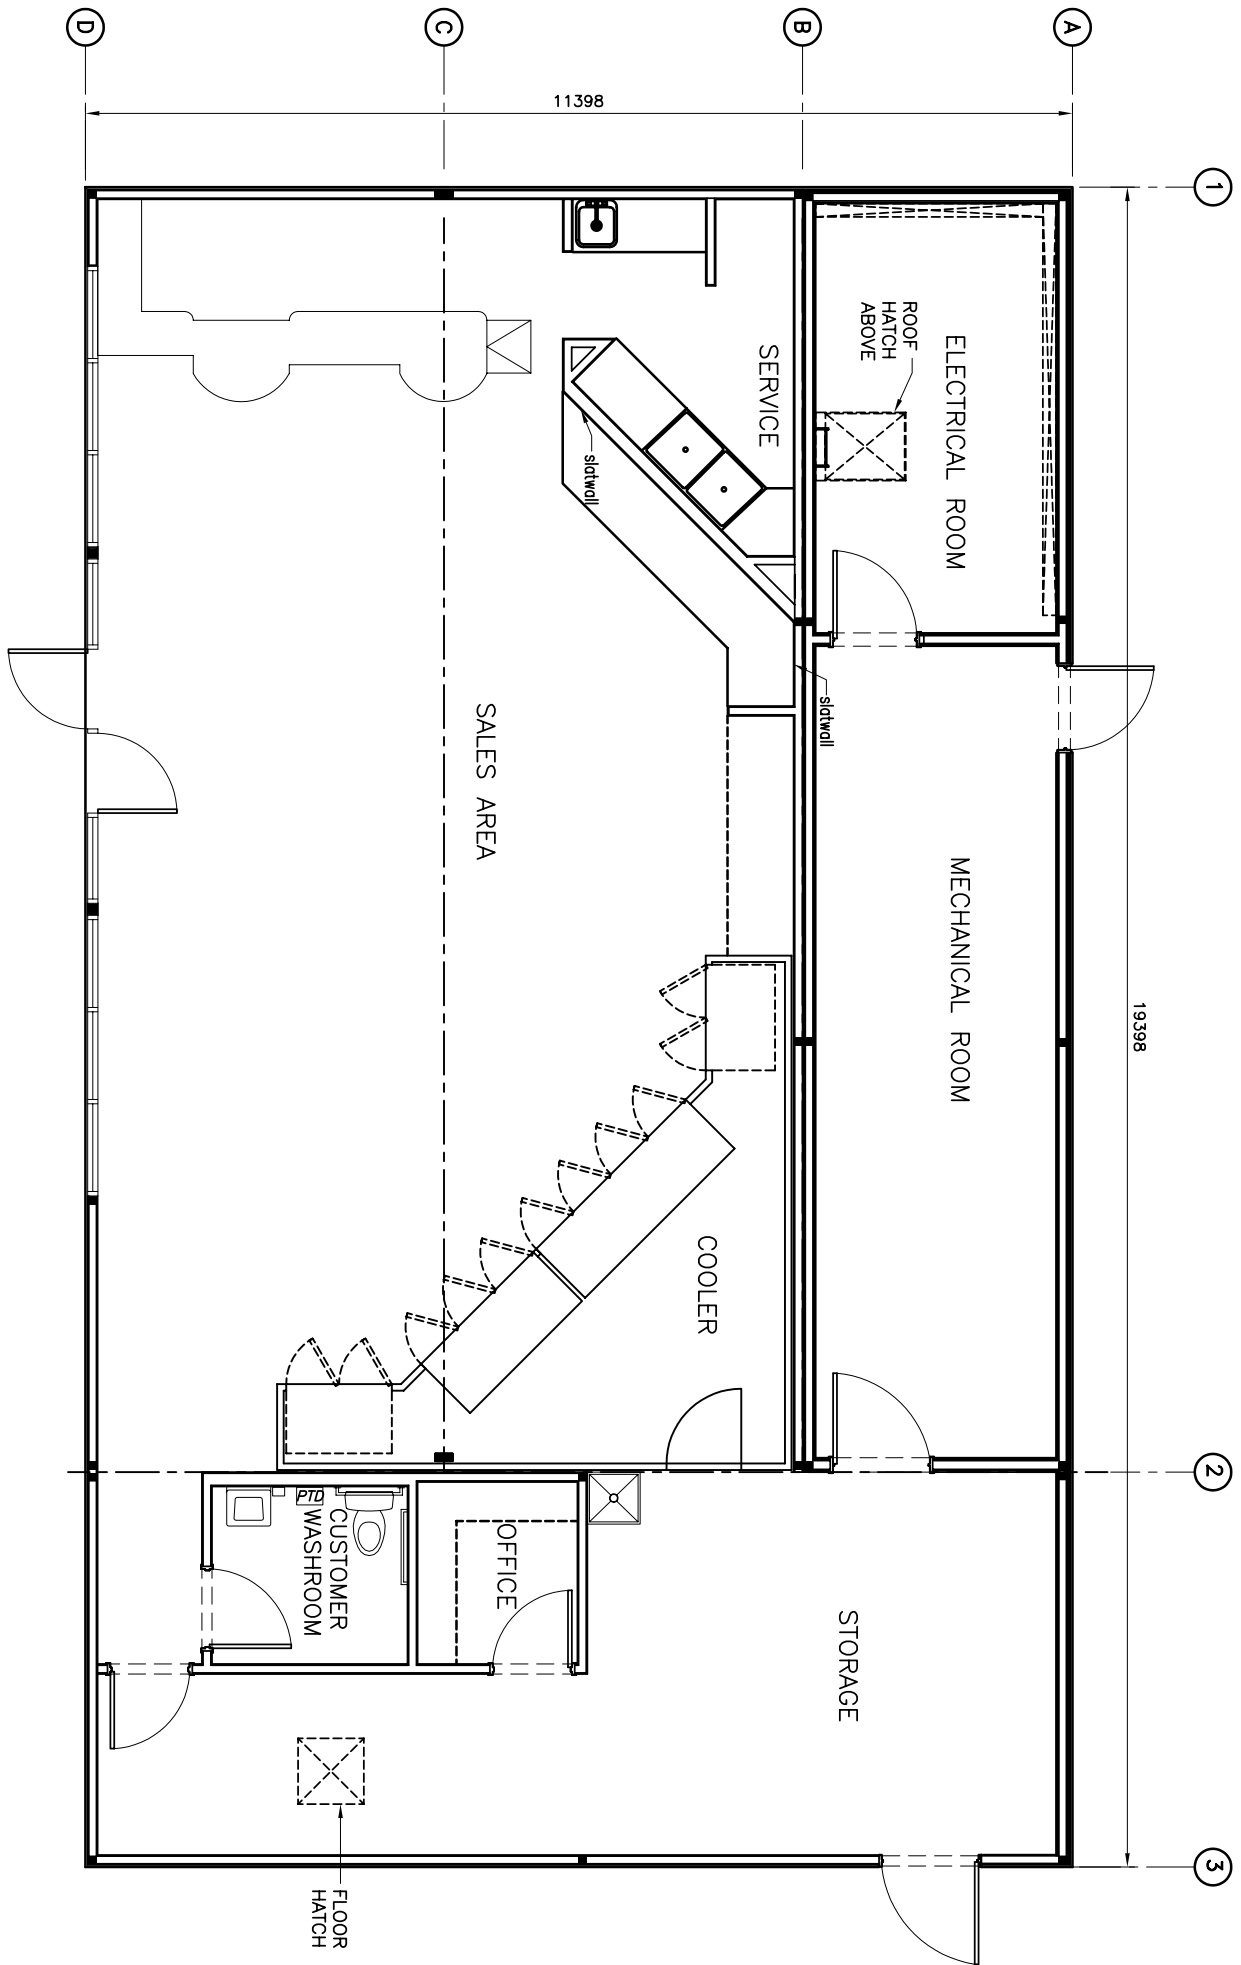 1
2
3
19398
A
B
C
D
11398
ELECTRICAL ROOM
ROOF
HATCH
ABOVE
MECHANICAL ROOM
SERVICE
slatwall
slatwall
SALES AREA
COOLER
STORAGE
OFFICE
CUSTOMER
WASHROOM
PTD
FLOOR
HATCH